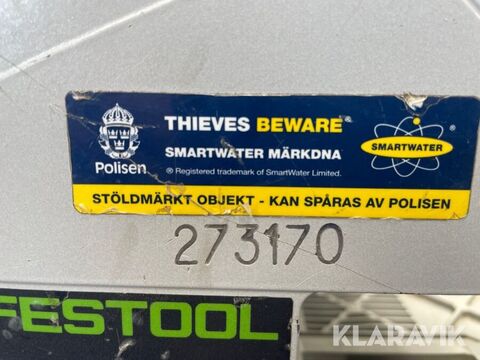 THIEVES BEWARE®
Polisen
SMARTWATER MÄRKDNA
® Registered trademark of SmartWater Limited.
SMARTWATER
STÖLDMÄRKT OBJEKT - KAN SPÅRAS AV POLISEN
273170
FESTOOL
KLARAVIK
KLARAVIK